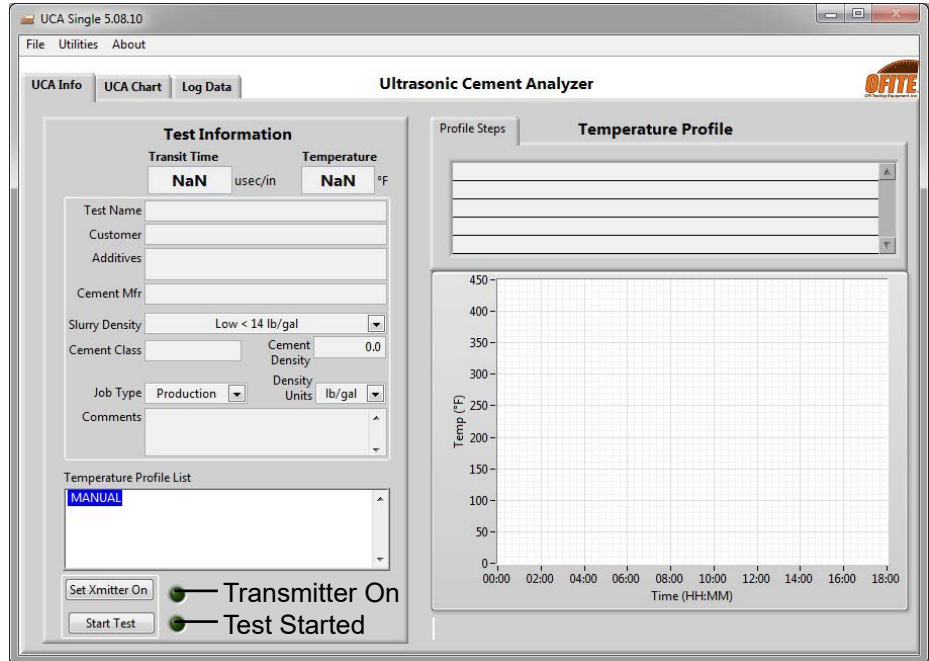 UCA Single 5.08.10
File Utilities About
UCA Info UCA Chart Log Data
Ultrasonic Cement Analyzer
OFITE
Test Information
Transit Time Temperature
NaN usec/in NaN °F
Test Name
Customer
Additives
Cement Mfr
Slurry Density Low < 14 lb/gal
Cement Class
Cement Density 0.0
Job Type Production
Density Units lb/gal
Comments
Temperature Profile List
MANUAL
Set Xmitter On Transmitter On
Start Test Test Started
Profile Steps Temperature Profile
450
400
350
300
250
200
150
100
50
0
Temp (°F)
00:00 02:00 04:00 06:00 08:00 10:00 12:00 14:00 16:00 18:00
Time (HH:MM)